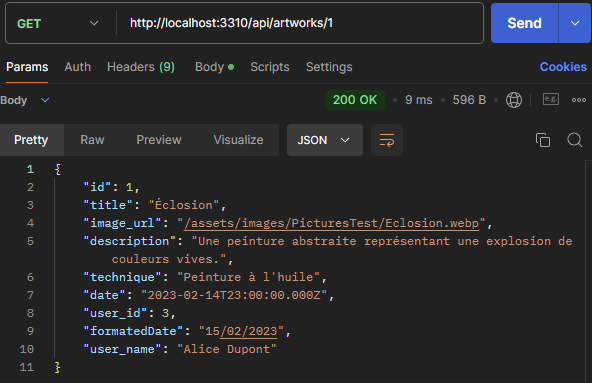 GET http://localhost:3310/api/artworks/1 Send
Params Auth Headers (9) Body Scripts Settings Cookies
Body 200 OK 9 ms 596 B e.g.
Pretty Raw Preview Visualize JSON
1 {
2 "id": 1,
3 "title": "Éclosion",
4 "image_url": "/assets/images/PicturesTest/Eclosion.webp",
5 "description": "Une peinture abstraite représentant une explosion de
couleurs vives.",
6 "technique": "Peinture à l'huile",
7 "date": "2023-02-14T23:00:00.000Z",
8 "user_id": 3,
9 "formatedDate": "15/02/2023",
10 "user_name": "Alice Dupont"
11 }